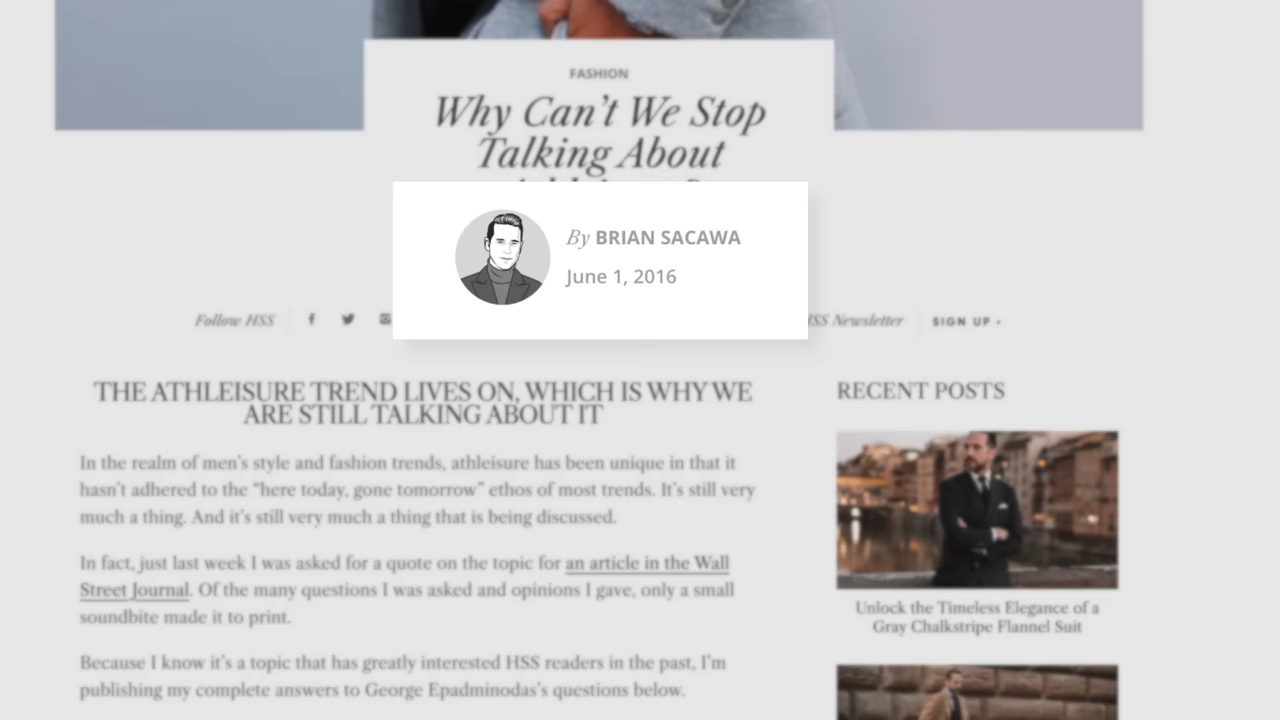 FASHION
Why Can't We Stop
Talking About
By BRIAN SACAWA
June 1, 2016
Follow HSS
HSS Newsletter
SIGN UP
THE ATHLEISURE TREND LIVES ON, WHICH IS WHY WE
ARE STILL TALKING ABOUT IT
In the realm of men's style and fashion trends, athleisure has been unique in that it
hasn't adhered to the “here today, gone tomorrow” ethos of most trends. It's still very
much a thing. And it's still very much a thing that is being discussed.
In fact, just last week I was asked for a quote on the topic for an article in the Wall
Street Journal. Of the many questions I was asked and opinions I gave, only a small
soundbite made it to print.
Because I know it's a topic that has greatly interested HSS readers in the past, I'm
publishing my complete answers to George Epadminodas's questions below.
RECENT POSTS
Unlock the Timeless Elegance of a
Gray Chalkstripe Flannel Suit